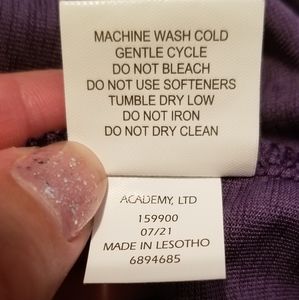 MACHINE WASH COLD
GENTLE CYCLE
DO NOT BLEACH
DO NOT USE SOFTENERS
TUMBLE DRY LOW
DO NOT IRON
DO NOT DRY CLEAN
ACADEMY, LTD
159900
07/21
MADE IN LESOTHO
6894685